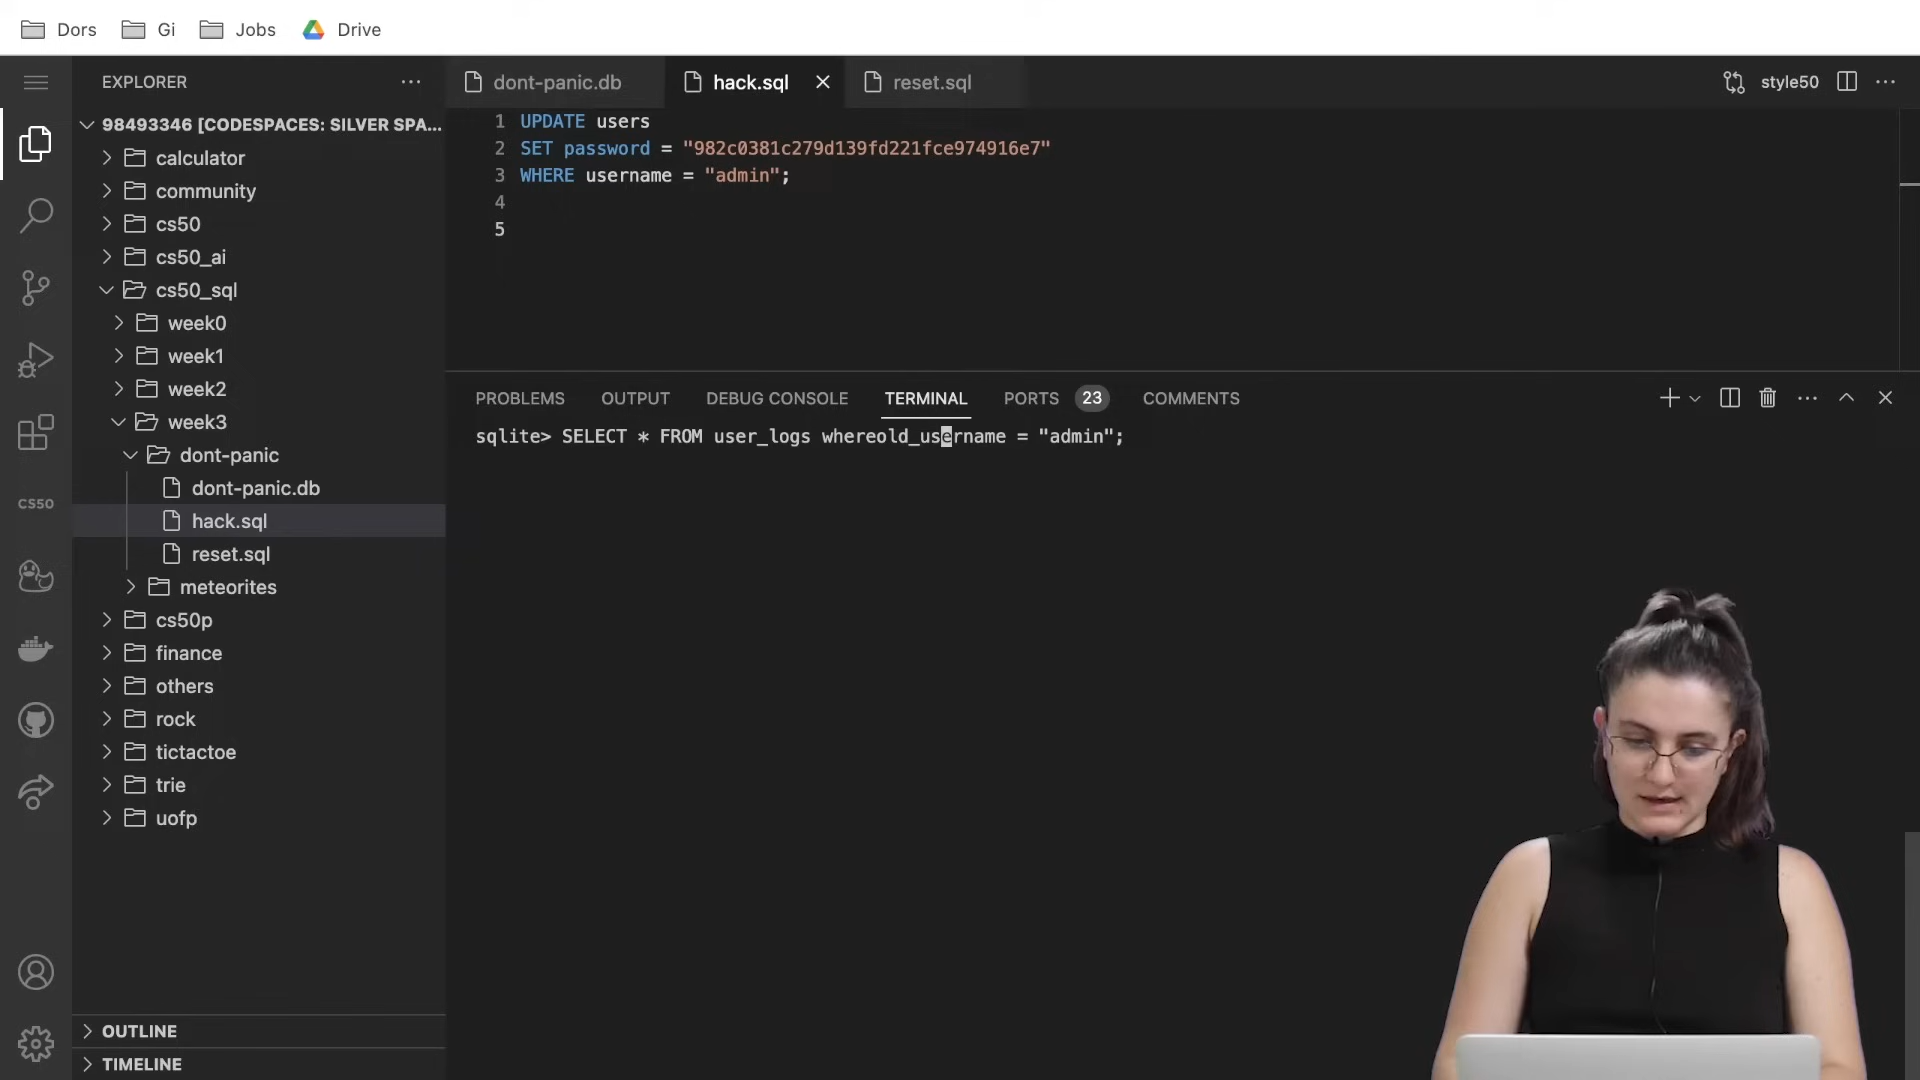 Dors Gi Jobs Drive
EXPLORER
98493346 [CODESPACES: SILVER SPA...
calculator
community
cs50
cs50_ai
cs50_sql
week0
week1
week2
week3
dont-panic
dont-panic.db
hack.sql
reset.sql
meteorites
cs50p
finance
others
rock
tictactoe
trie
uofp
OUTLINE
TIMELINE
CS50
dont-panic.db hack.sql reset.sql style50
1 UPDATE users
2 SET password = "982c0381c279d139fd221fce974916e7"
3 WHERE username = "admin";
4
5
PROBLEMS OUTPUT DEBUG CONSOLE TERMINAL PORTS 23 COMMENTS
sqlite> SELECT * FROM user_logs whereold_username = "admin";